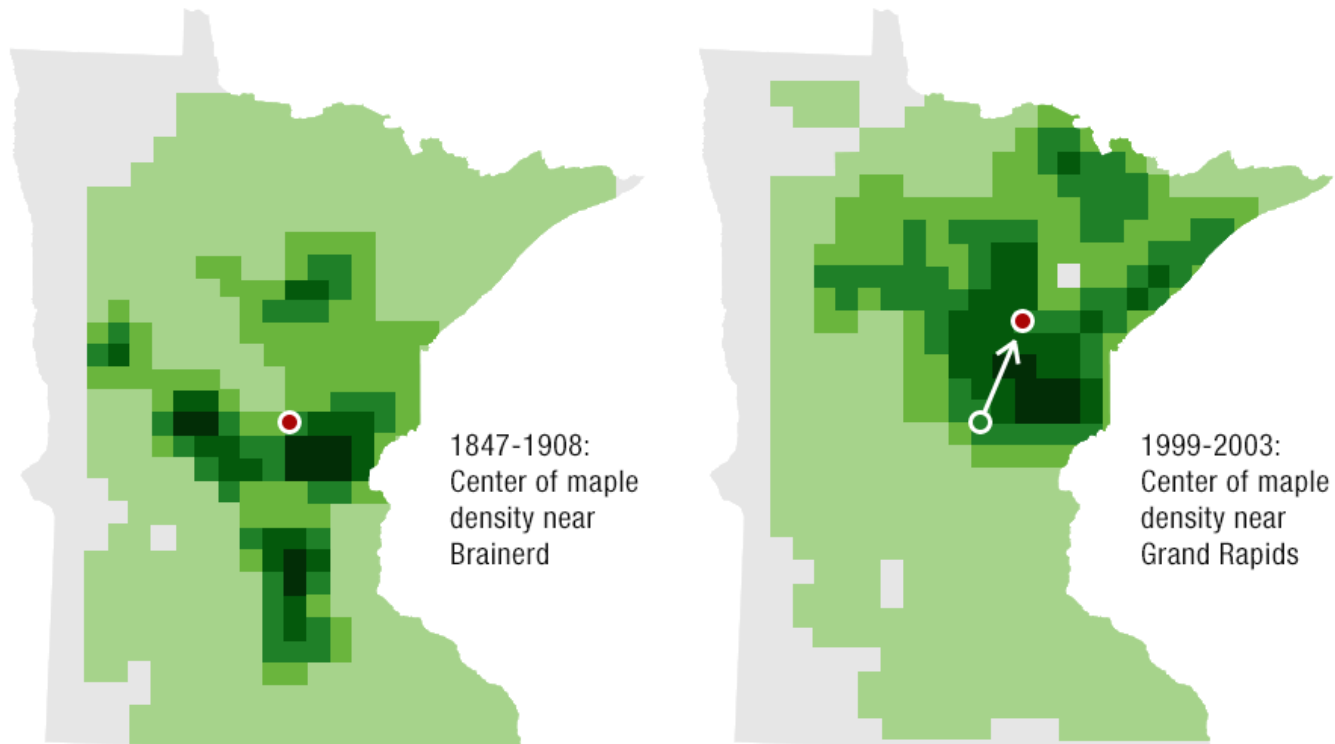 1847-1908:
Center of maple
density near
Brainerd
1999-2003:
Center of maple
density near
Grand Rapids